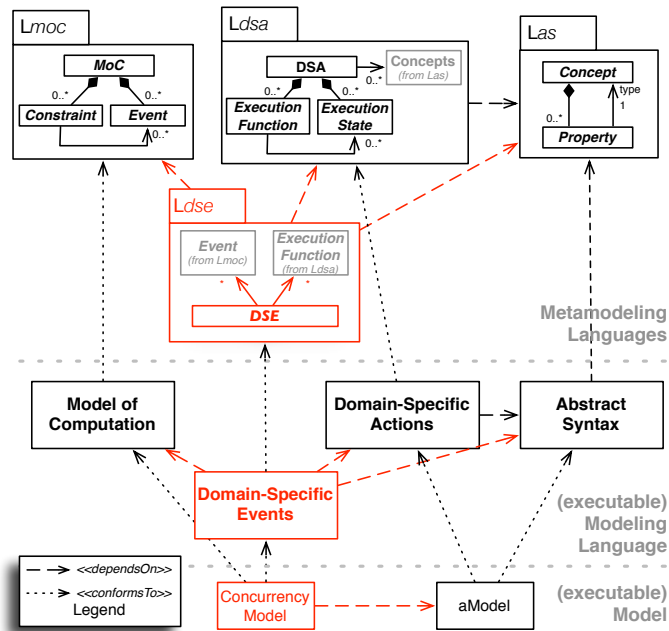 Lmoc
Ldsa
Las
MoC
0..*
0..*
Constraint
Event
0..*
DSA
0..*
Concepts
(from Las)
0..*
0..*
Execution
Function
Execution
State
0..*
Concept
type
0..*
1
Property
Ldse
Event
(from Lmoc)
Execution
Function
(from Ldsa)
*
*
DSE
Metamodeling
Languages
Model of
Computation
Domain-Specific
Actions
Abstract
Syntax
Domain-Specific
Events
(executable)
Modeling
Language
<<dependsOn>>
<<conformsTo>>
Legend
Concurrency
Model
aModel
(executable)
Model